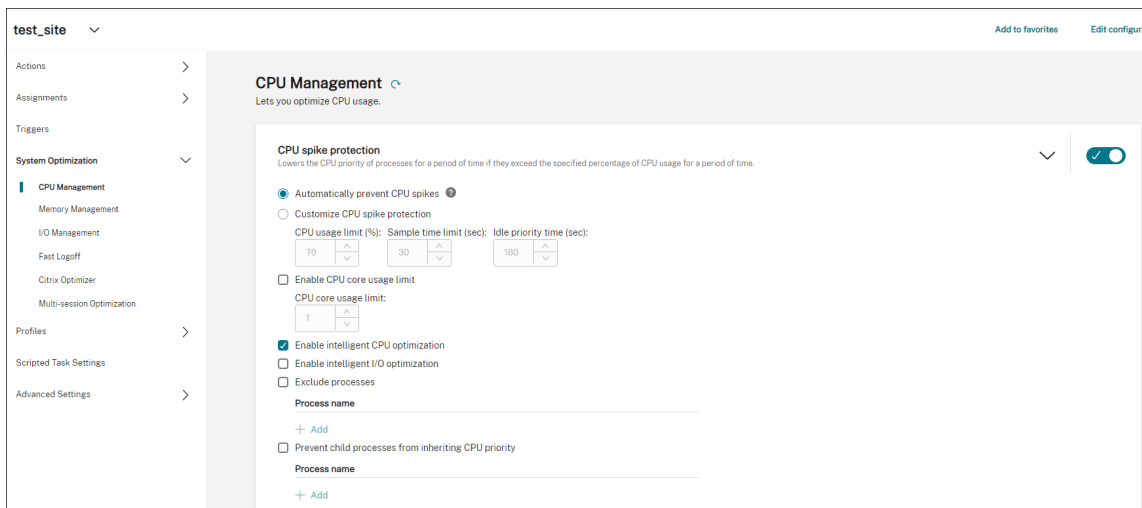 test_site
Add to favorites
Edit configur
Actions
Assignments
Triggers
System Optimization
CPU Management
Memory Management
I/O Management
Fast Logoff
Citrix Optimizer
Multi-session Optimization
Profiles
Scripted Task Settings
Advanced Settings
CPU Management
Lets you optimize CPU usage.
CPU spike protection
Lowers the CPU priority of processes for a period of time if they exceed the specified percentage of CPU usage for a period of time.
Automatically prevent CPU spikes ?
Customize CPU spike protection
CPU usage limit (%): Sample time limit (sec): Idle priority time (sec):
70 30 180
Enable CPU core usage limit
CPU core usage limit:
1
Enable intelligent CPU optimization
Enable intelligent I/O optimization
Exclude processes
Process name
+ Add
Prevent child processes from inheriting CPU priority
Process name
+ Add